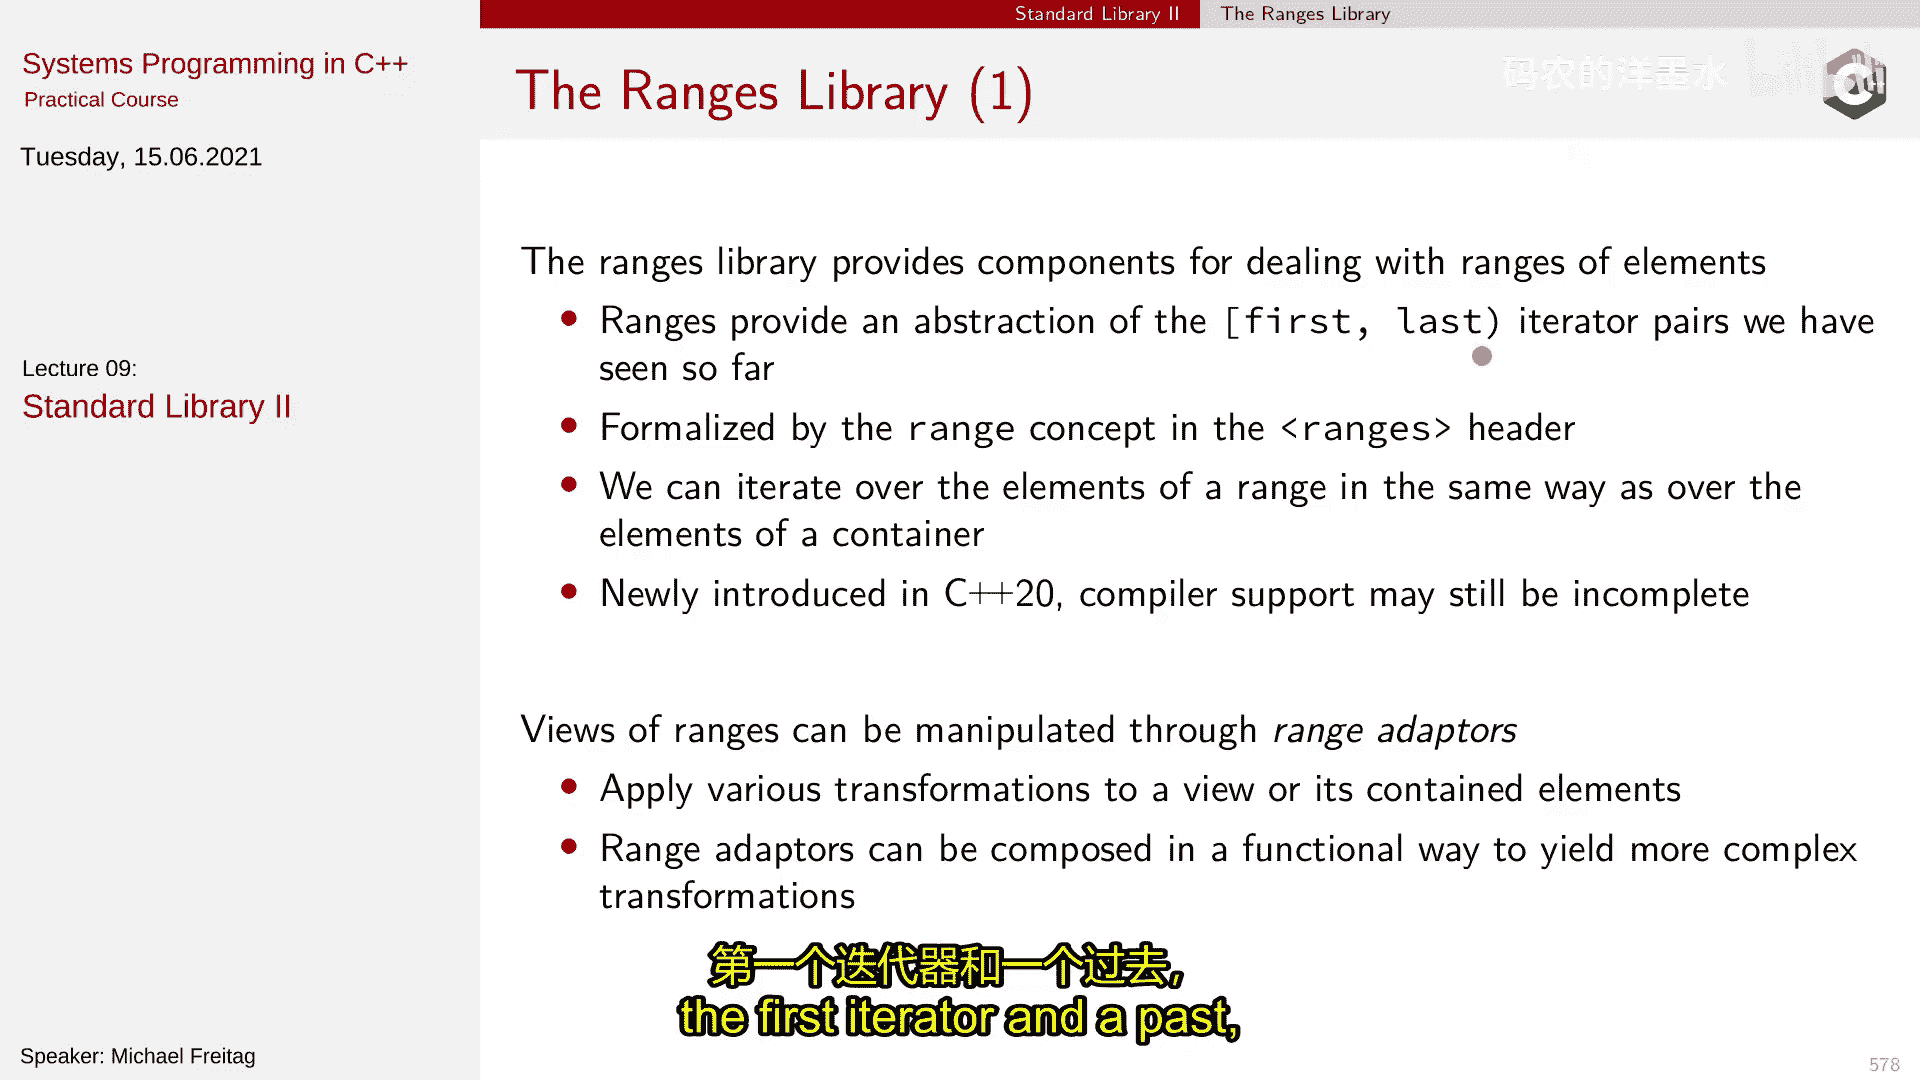 Standard Library II
The Ranges Library
Systems Programming in C++
Practical Course
Tuesday, 15.06.2021
Lecture 09:
Standard Library II
Speaker: Michael Freitag
The Ranges Library (1)
码农的洋墨水
The ranges library provides components for dealing with ranges of elements
Ranges provide an abstraction of the [first, last) iterator pairs we have
seen so far
Formalized by the range concept in the <ranges> header
We can iterate over the elements of a range in the same way as over the
elements of a container
Newly introduced in C++20, compiler support may still be incomplete
Views of ranges can be manipulated through range adaptors
Apply various transformations to a view or its contained elements
Range adaptors can be composed in a functional way to yield more complex
transformations
第一个迭代器和一个过去,
the first iterator and a past,
578